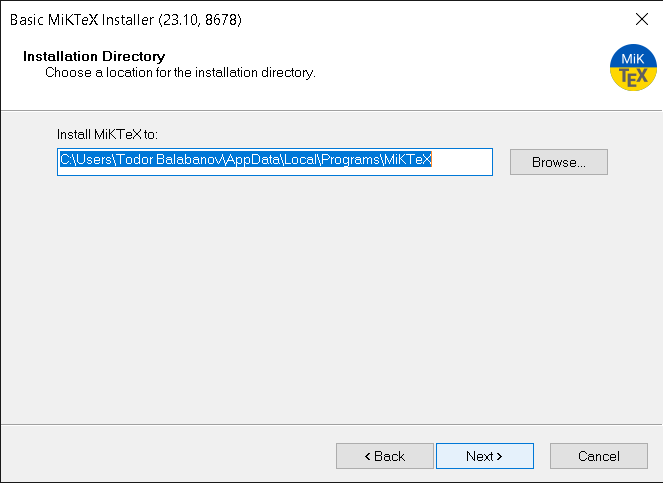 Basic MiKTeX Installer (23.10, 8678)
Installation Directory
Choose a location for the installation directory.
MiK
TEX
Install MiKTeX to:
C:\Users\Todor Balabanov\AppData\Local\Programs\MiKTeX
Browse...
< Back
Next >
Cancel